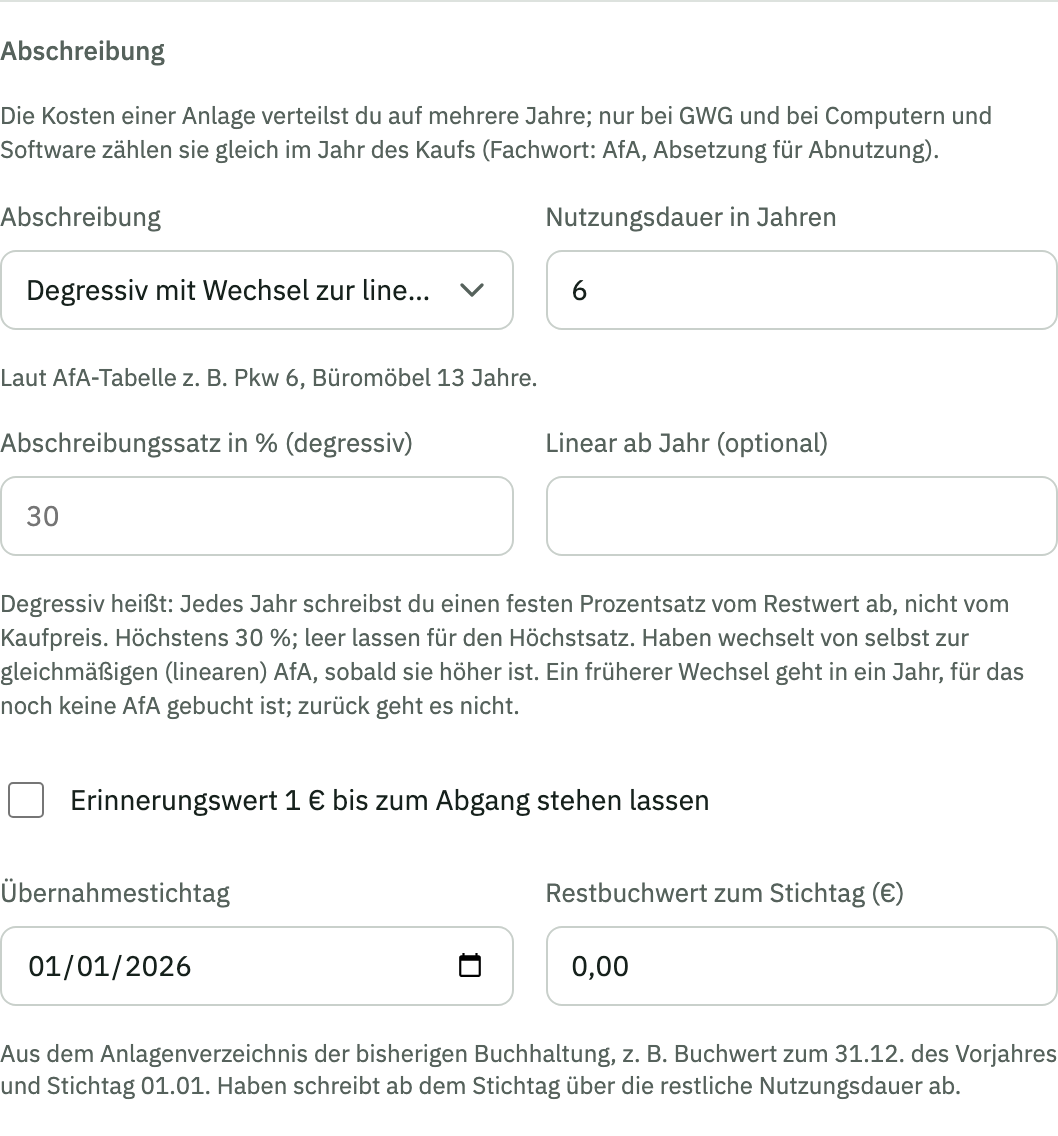 Abschreibung
Die Kosten einer Anlage verteilst du auf mehrere Jahre; nur bei GWG und bei Computern und
Software zählen sie gleich im Jahr des Kaufs (Fachwort: AfA, Absetzung für Abnutzung).
Abschreibung
Nutzungsdauer in Jahren
Degressiv mit Wechsel zur line...
6
Laut AfA-Tabelle z. B. Pkw 6, Büromöbel 13 Jahre.
Abschreibungssatz in % (degressiv)
Linear ab Jahr (optional)
30
Degressiv heißt: Jedes Jahr schreibst du einen festen Prozentsatz vom Restwert ab, nicht vom
Kaufpreis. Höchstens 30 %; leer lassen für den Höchstsatz. Haben wechselt von selbst zur
gleichmäßigen (linearen) AfA, sobald sie höher ist. Ein früherer Wechsel geht in ein Jahr, für das
noch keine AfA gebucht ist; zurück geht es nicht.
Erinnerungswert 1 € bis zum Abgang stehen lassen
Übernahmestichtag
Restbuchwert zum Stichtag (€)
01/01/2026
0,00
Aus dem Anlagenverzeichnis der bisherigen Buchhaltung, z. B. Buchwert zum 31.12. des Vorjahres
und Stichtag 01.01. Haben schreibt ab dem Stichtag über die restliche Nutzungsdauer ab.